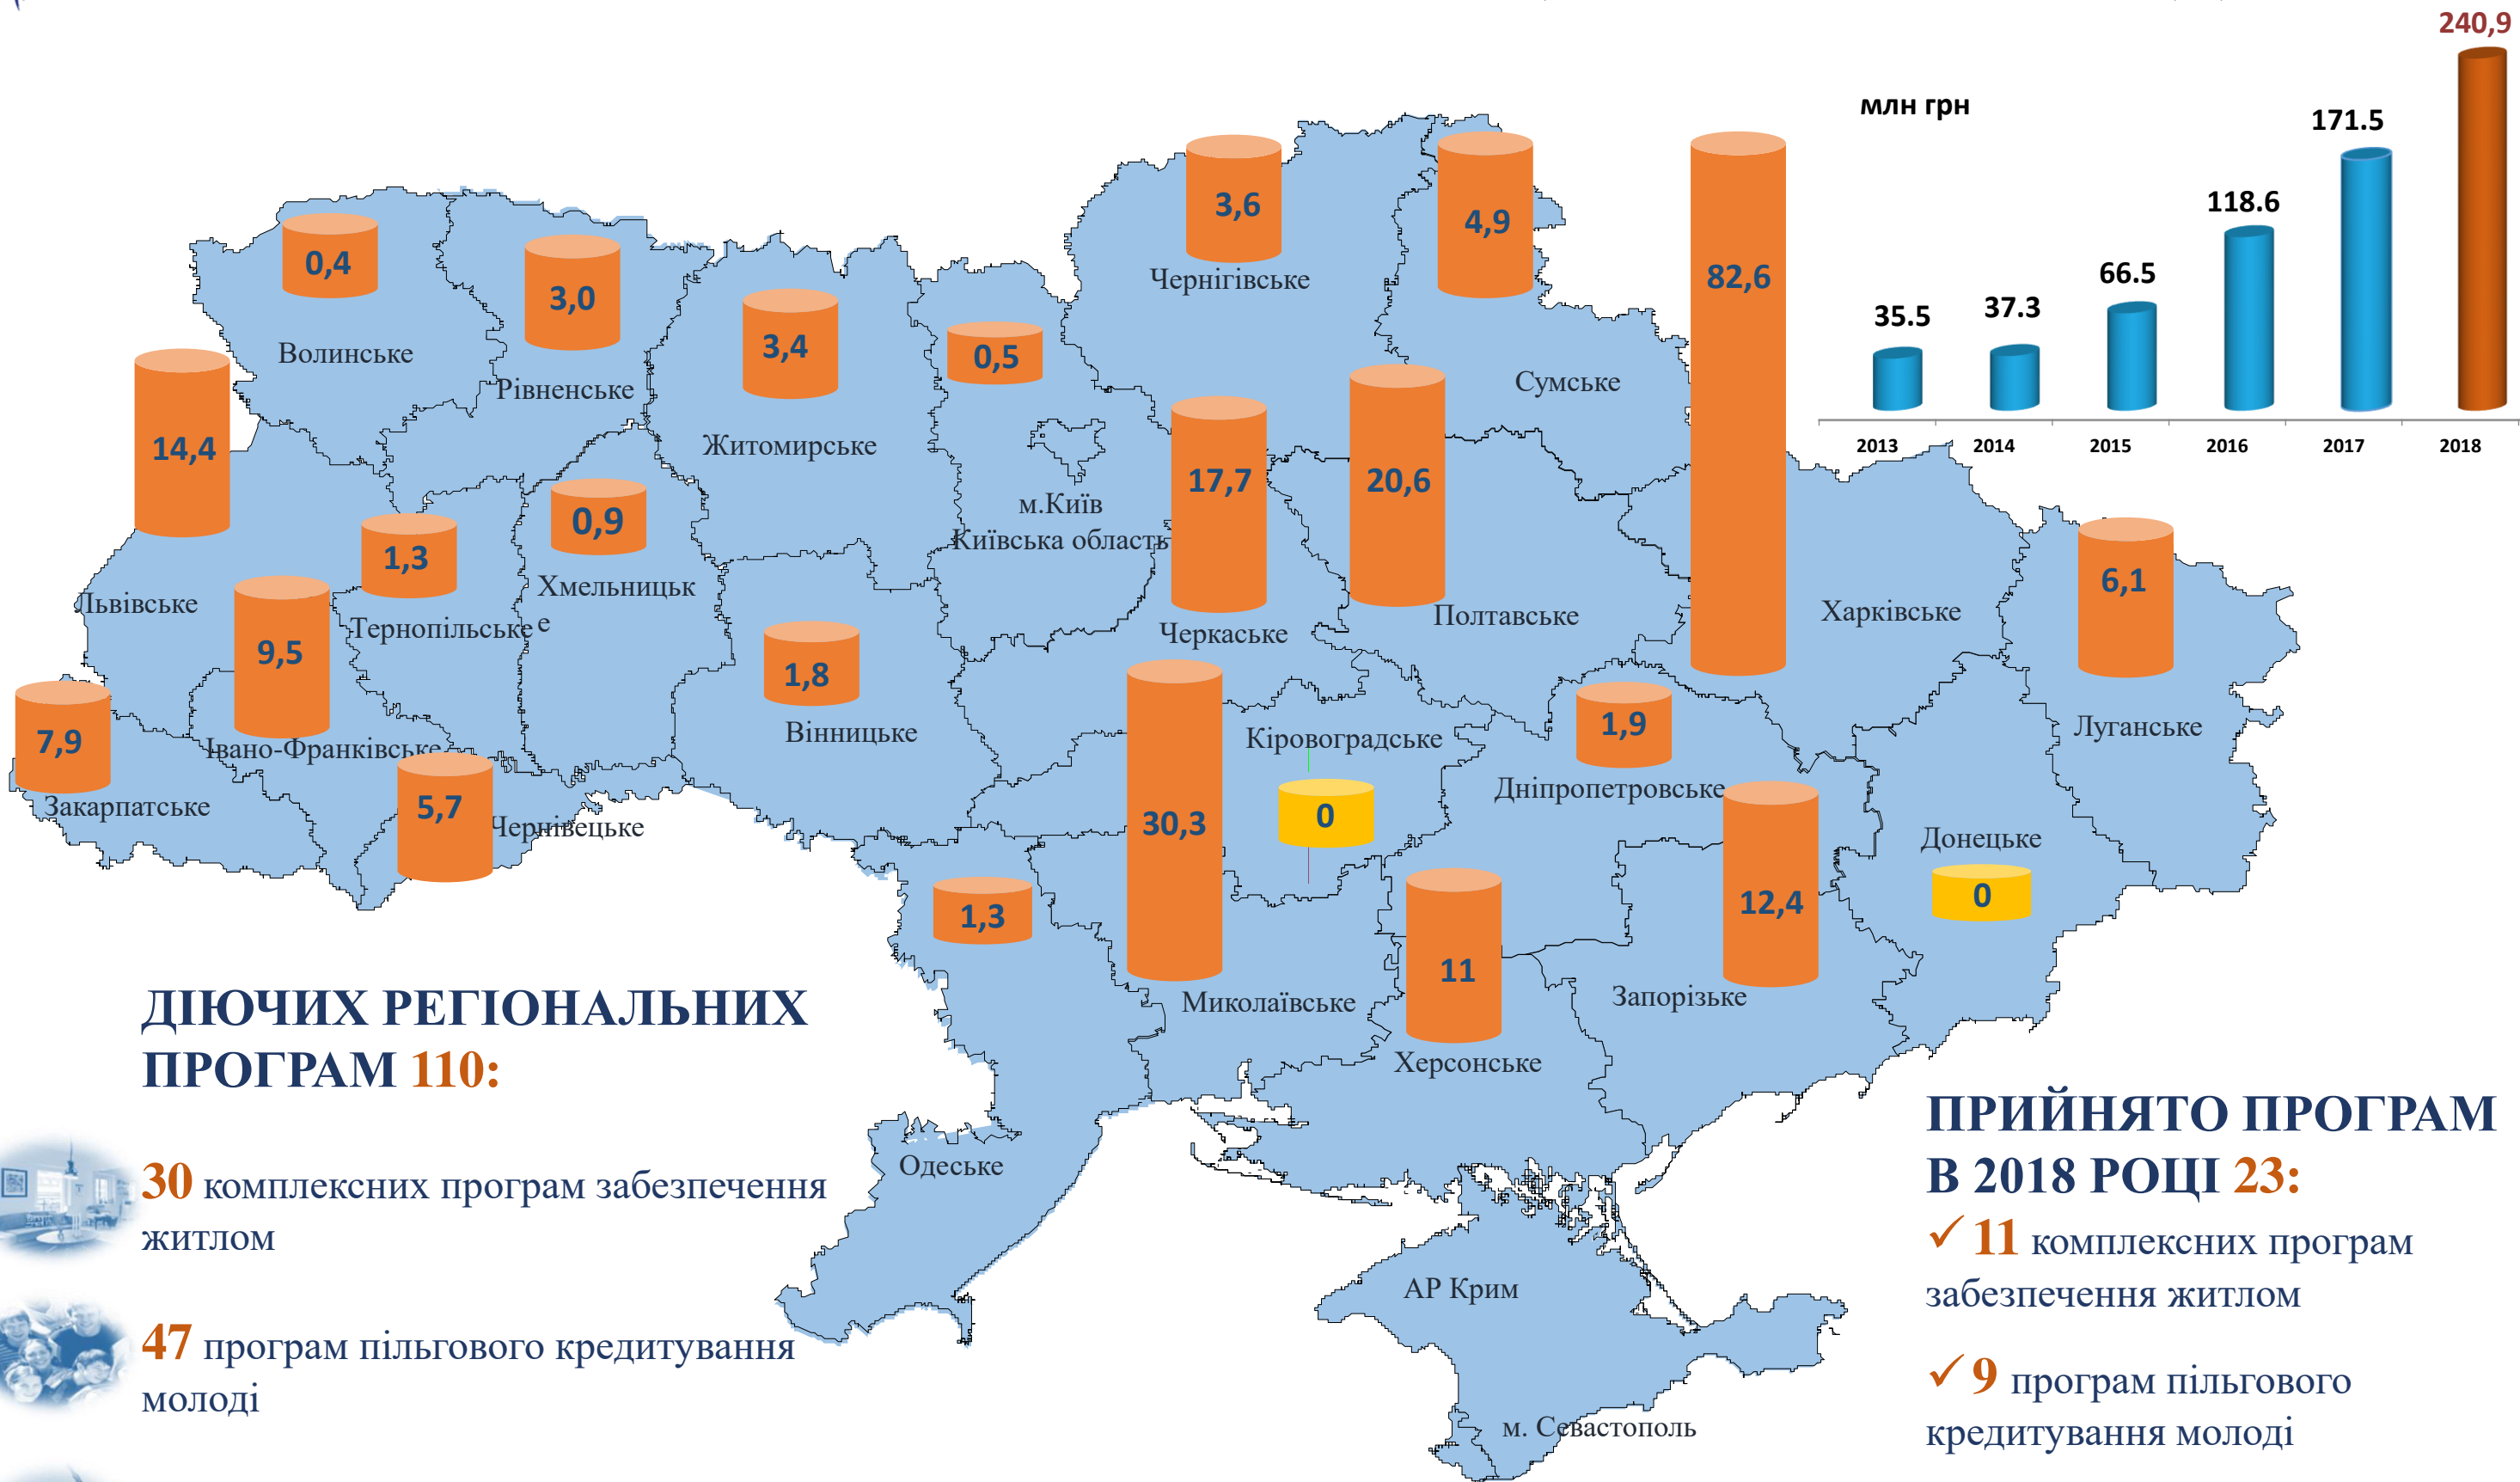 240,9
млн грн
171.5
118.6
66.5
37.3
35.5
2013 2014 2015 2016 2017 2018
3,6
Чернігівське
4,9
Сумське
82,6
Харківське
0,4
Волинське
3,0
Рівненське
3,4
Житомирське
0,5
м.Київ
Київська область
14,4
Львівське
1,3
Тернопільське
0,9
Хмельницьк
е
17,7
Черкаське
20,6
Полтавське
6,1
Луганське
9,5
Івано-Франківське
7,9
Закарпатське
5,7
Чернівецьке
1,8
Вінницьке
30,3
Миколаївське
Кіровоградське
0
1,9
Дніпропетровське
12,4
Запорізьке
Донецьке
0
1,3
Одеське
11
Херсонське
АР Крим
м. Севастополь
ДІЮЧИХ РЕГІОНАЛЬНИХ
ПРОГРАМ 110:
30 комплексних програм забезпечення
житлом
47 програм пільгового кредитування
молоді
ПРИЙНЯТО ПРОГРАМ
В 2018 РОЦІ 23:
✓ 11 комплексних програм
забезпечення житлом
✓ 9 програм пільгового
кредитування молоді